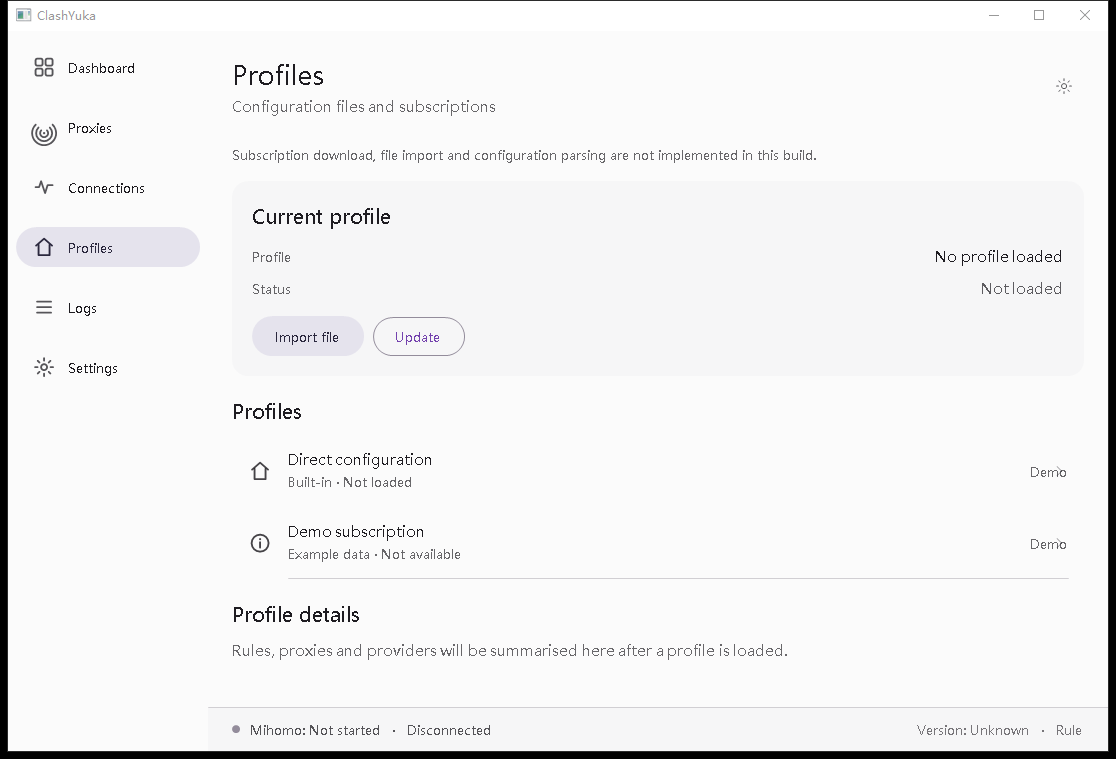 ClashYuka
Dashboard
Proxies
Connections
Profiles
Logs
Settings
Profiles
Configuration files and subscriptions
Subscription download, file import and configuration parsing are not implemented in this build.
Current profile
Profile No profile loaded
Status Not loaded
Import file Update
Profiles
Direct configuration
Built-in · Not loaded
Demo
Demo subscription
Example data · Not available
Demo
Profile details
Rules, proxies and providers will be summarised here after a profile is loaded.
Mihomo: Not started · Disconnected Version: Unknown · Rule